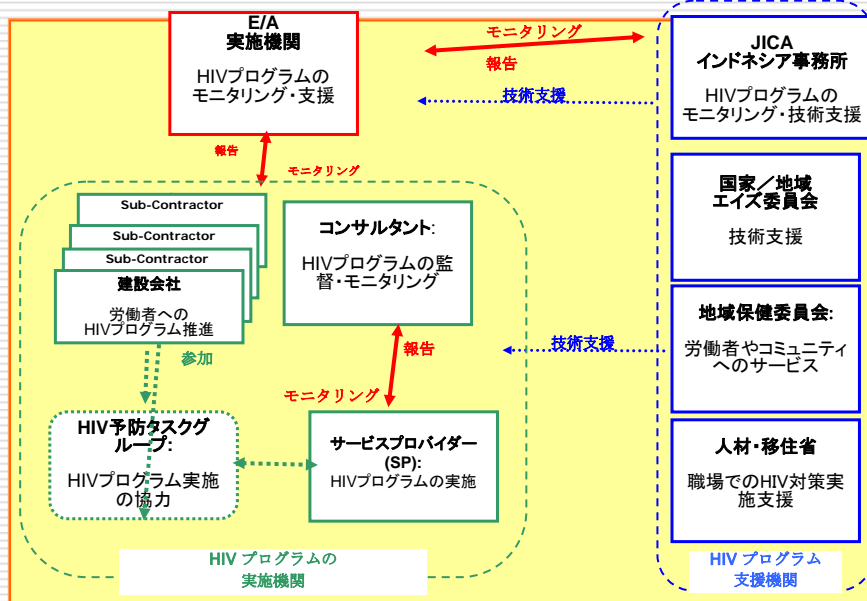 E/A
実施機関
HIVプログラムの
モニタリング・支援
モニタリング
報告
技術支援
JICA
インドネシア事務所
HIVプログラムの
モニタリング・技術支援
報告
モニタリング
Sub-Contractor
Sub-Contractor
Sub-Contractor
建設会社
労働者への
HIVプログラム推進
コンサルタント:
HIVプログラムの監
督・モニタリング
国家／地域
エイズ委員会
技術支援
参加
報告
技術支援
地域保健委員会:
労働者やコミュニティ
へのサービス
モニタリング
HIV予防タスクグ
ループ:
HIVプログラム実施
の協力
サービスプロバイダー
(SP):
HIVプログラムの実施
人材・移住省
職場でのHIV対策実
施支援
HIV プログラムの
実施機関
HIV プログラム
支援機関